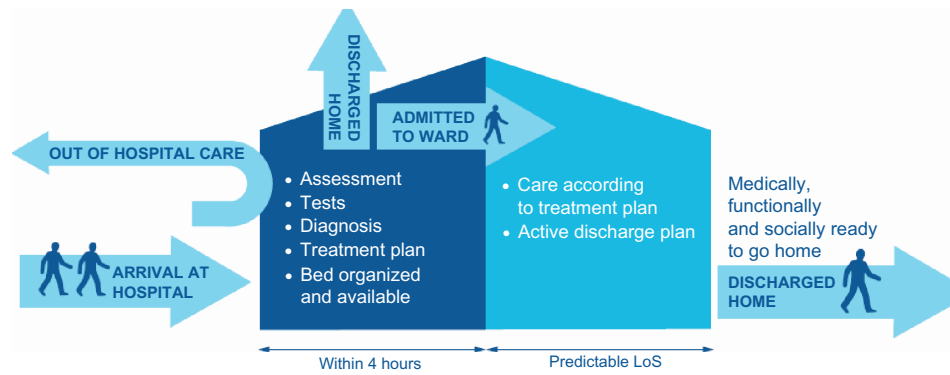 DISCHARGED
HOME
ADMITTED
TO WARD
OUT OF HOSPITAL CARE
• Assessment
• Tests
• Diagnosis
• Treatment plan
• Bed organized
and available
• Care according
to treatment plan
• Active discharge plan
Medically,
functionally
and socially ready
to go home
ARRIVAL AT
HOSPITAL
DISCHARGED
HOME
Within 4 hours
Predictable LoS